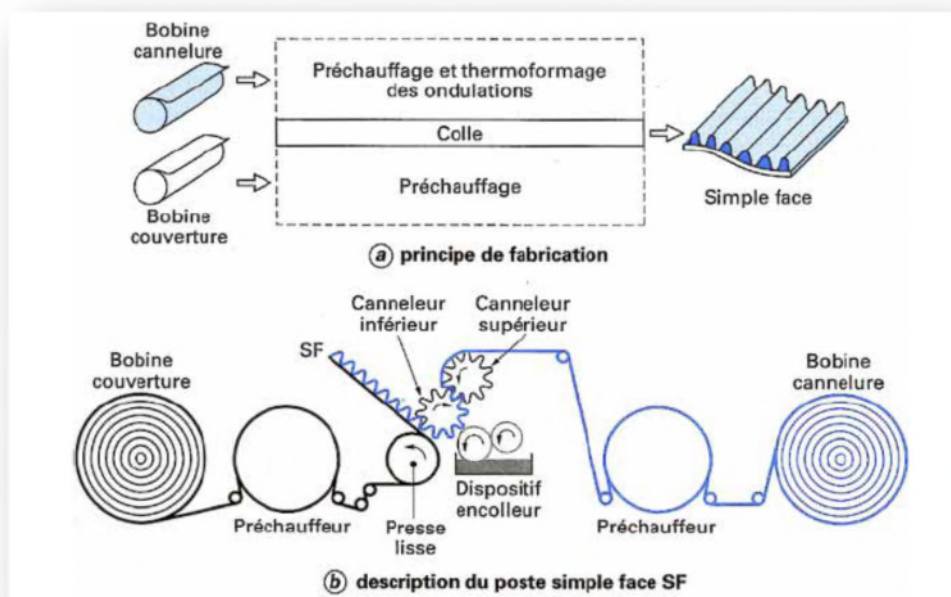 Bobine
cannelure
Préchauffage et thermoformage
des ondulations
Colle
Préchauffage
Bobine
couverture
Simple face
a principe de fabrication
Canneleur
inférieur
Canneleur
supérieur
SF
Bobine
couverture
Bobine
cannelure
Préchauffeur
Presse
lisse
Dispositif
encolleur
Préchauffeur
b description du poste simple face SF